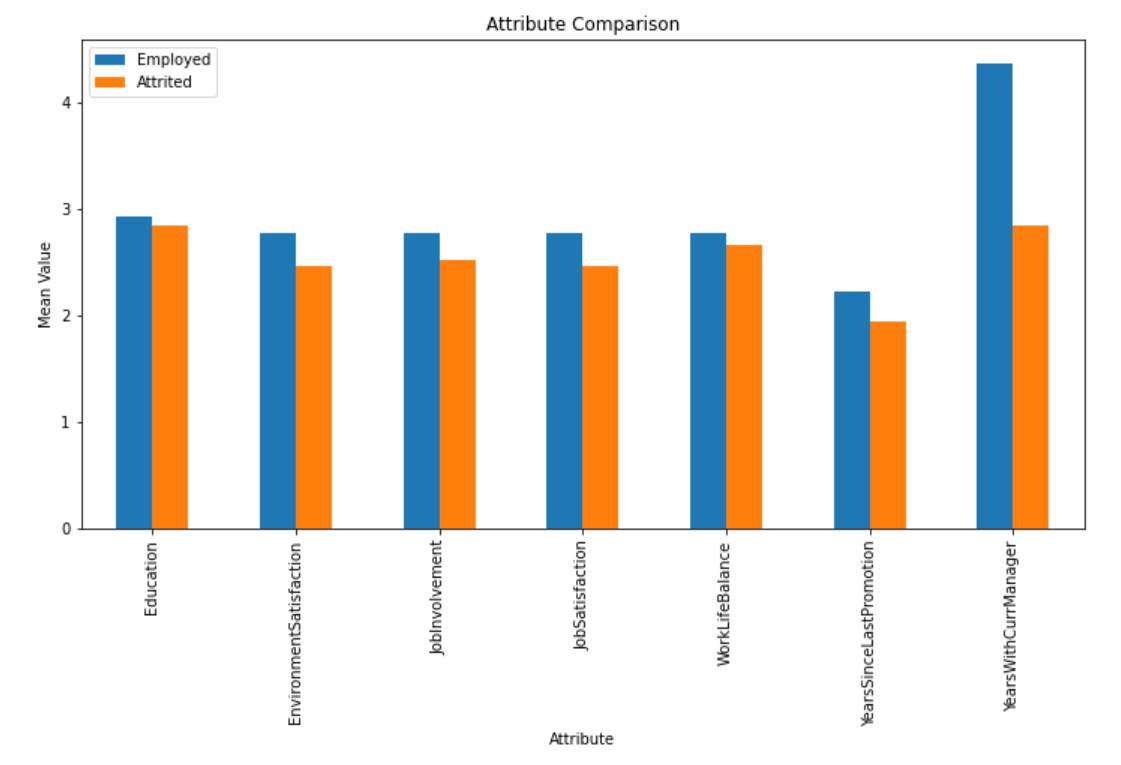 Attribute Comparison
Employed
Attrited
Mean Value
4
3
2
1
0
Education
EnvironmentSatisfaction
JobInvolvement
JobSatisfaction
WorkLifeBalance
YearsSinceLastPromotion
YearsWithCurrManager
Attribute